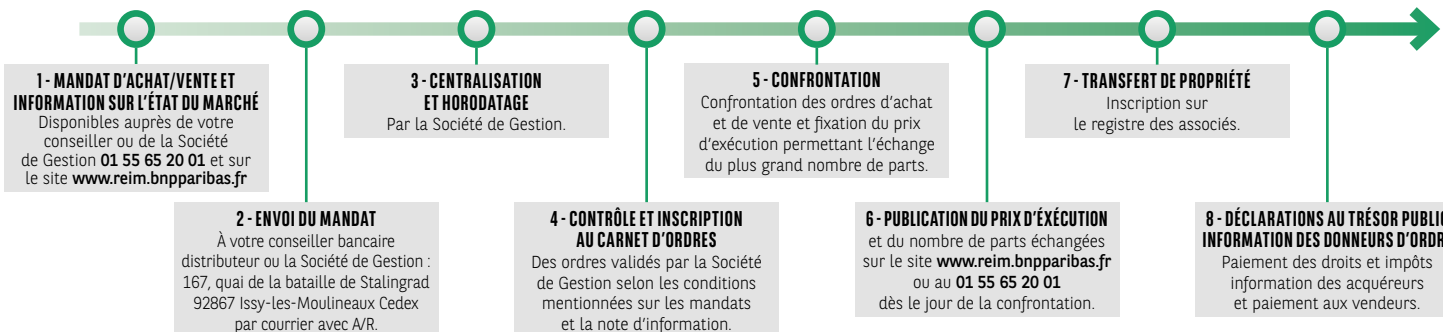 1 - MANDAT D'ACHAT/VENTE ET
INFORMATION SUR L'ÉTAT DU MARCHÉ
Disponibles auprès de votre
conseiller ou de la Société
de Gestion 01 55 65 20 01 et sur
le site www.reim.bnpparibas.fr
2 - ENVOI DU MANDAT
À votre conseiller bancaire
distributeur ou la Société de Gestion :
167, quai de la bataille de Stalingrad
92867 Issy-les-Moulineaux Cedex
par courrier avec A/R.
3 - CENTRALISATION
ET HORODATAGE
Par la Société de Gestion.
4 - CONTRÔLE ET INSCRIPTION
AU CARNET D'ORDRES
Des ordres validés par la Société
de Gestion selon les conditions
mentionnées sur les mandats
et la note d'information.
5 - CONFRONTATION
Confrontation des ordres d'achat
et de vente et fixation du prix
d'exécution permettant l'échange
du plus grand nombre de parts.
6 - PUBLICATION DU PRIX D'ÉXÉCUTION
et du nombre de parts échangées
sur le site www.reim.bnpparibas.fr
ou au 01 55 65 20 01
dès le jour de la confrontation.
7 - TRANSFERT DE PROPRIÉTÉ
Inscription sur
le registre des associés.
8 - DÉCLARATIONS AU TRÉSOR PUBLIC
INFORMATION DES DONNEURS D'ORDR
Paiement des droits et impôts
information des acquéreurs
et paiement aux vendeurs.